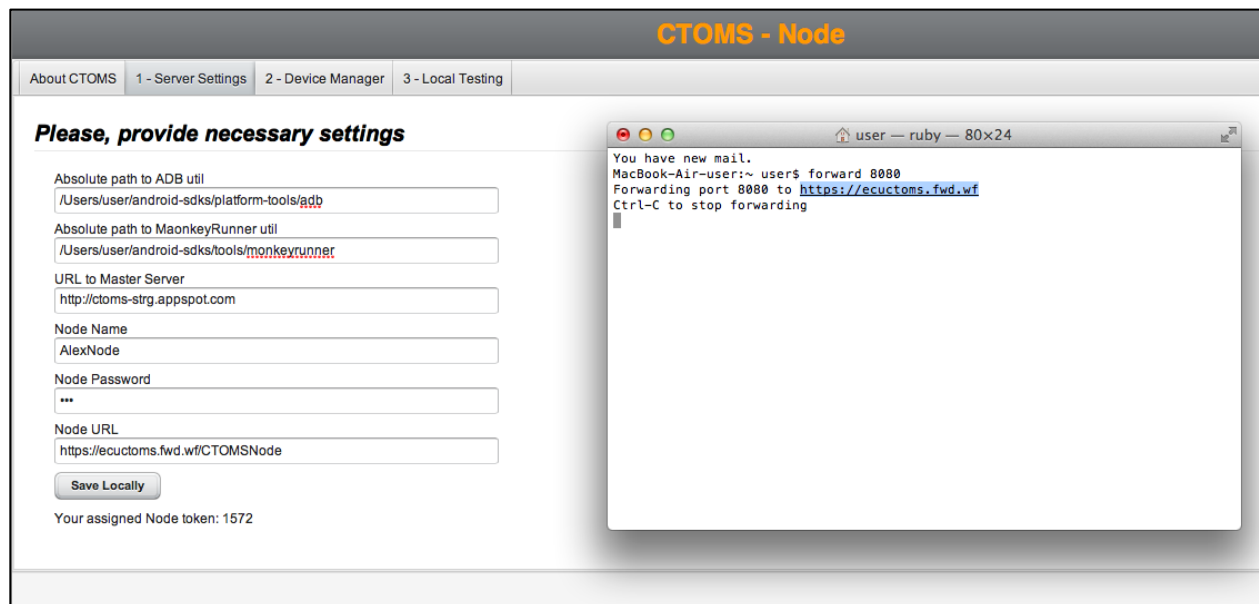 CTOMS - Node
About CTOMS
1 - Server Settings
2 - Device Manager
3 - Local Testing
Please, provide necessary settings
Absolute path to ADB util
/Users/user/android-sdks/platform-tools/adb
Absolute path to MaonkeyRunner util
/Users/user/android-sdks/tools/monkeyrunner
URL to Master Server
http://ctoms-strg.appspot.com
Node Name
AlexNode
Node Password
•••
Node URL
https://ecuctoms.fwd.wf/CTOMSNode
Save Locally
Your assigned Node token: 1572
user — ruby — 80×24
You have new mail.
MacBook-Air-user:~ user$ forward 8080
Forwarding port 8080 to https://ecuctoms.fwd.wf
Ctrl-C to stop forwarding